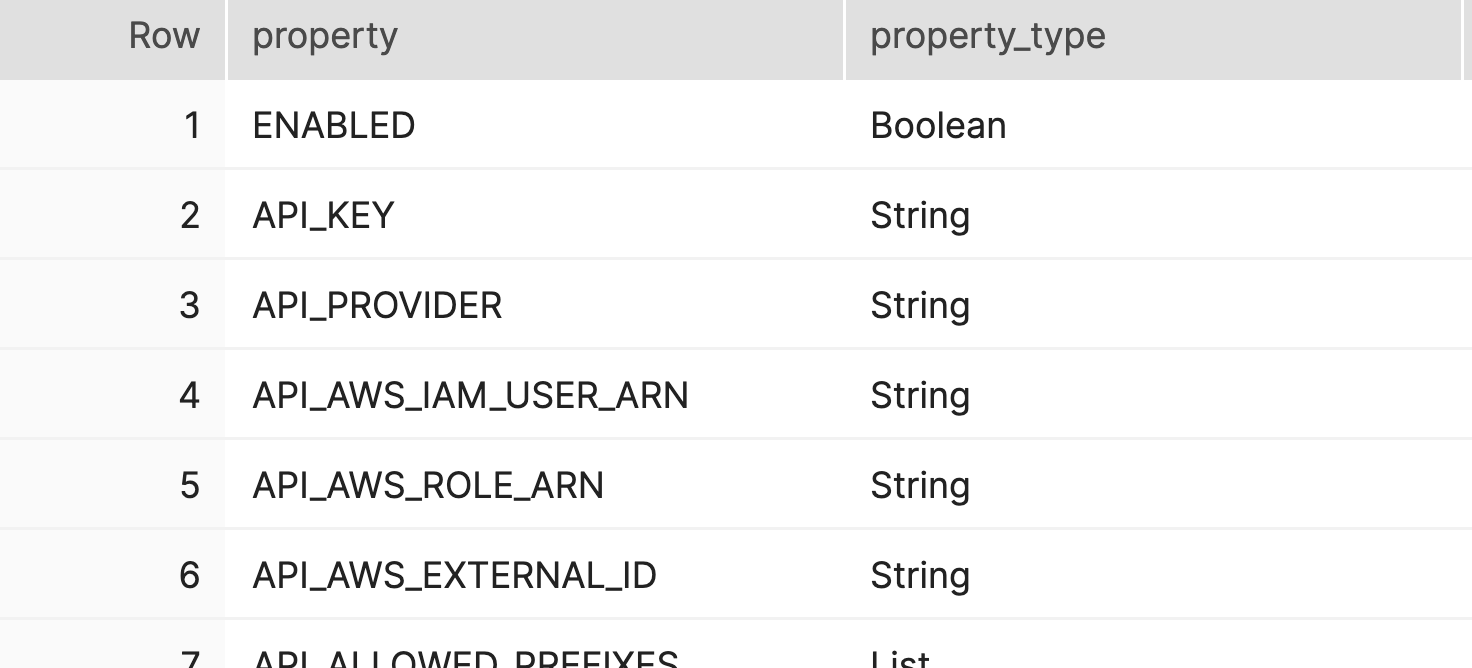 Row property property_type
1 ENABLED Boolean
2 API_KEY String
3 API_PROVIDER String
4 API_AWS_IAM_USER_ARN String
5 API_AWS_ROLE_ARN String
6 API_AWS_EXTERNAL_ID String
7 API_ALLOWED_PREFIXES List